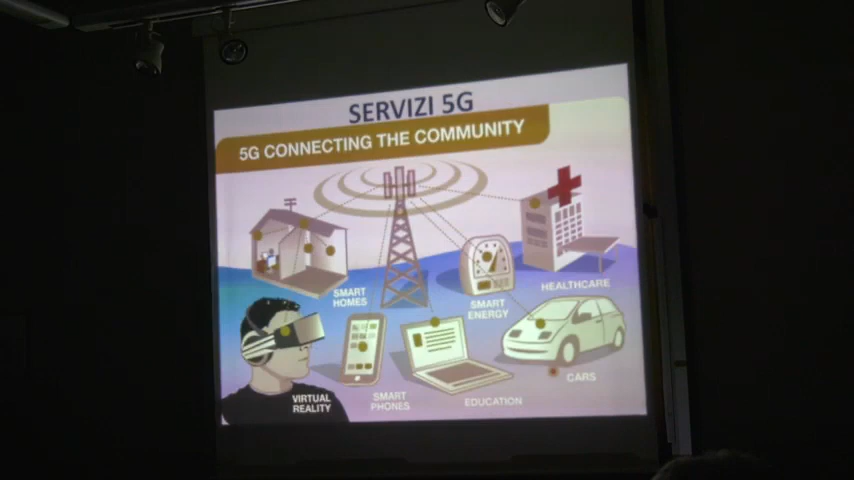 SERVIZI 5G
5G CONNECTING THE COMMUNITY
SMART
HOMES
SMART
ENERGY
HEALTHCARE
VIRTUAL
REALITY
SMART
PHONES
EDUCATION
CARS